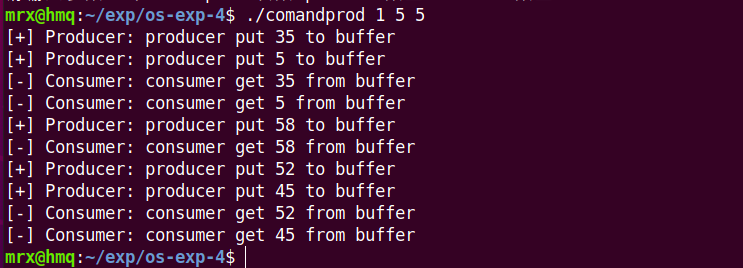 mrx@hmq:~/exp/os-exp-4$ ./comandprod 1 5 5
[+] Producer: producer put 35 to buffer
[+] Producer: producer put 5 to buffer
[-] Consumer: consumer get 35 from buffer
[-] Consumer: consumer get 5 from buffer
[+] Producer: producer put 58 to buffer
[-] Consumer: consumer get 58 from buffer
[+] Producer: producer put 52 to buffer
[+] Producer: producer put 45 to buffer
[-] Consumer: consumer get 52 from buffer
[-] Consumer: consumer get 45 from buffer
mrx@hmq:~/exp/os-exp-4$